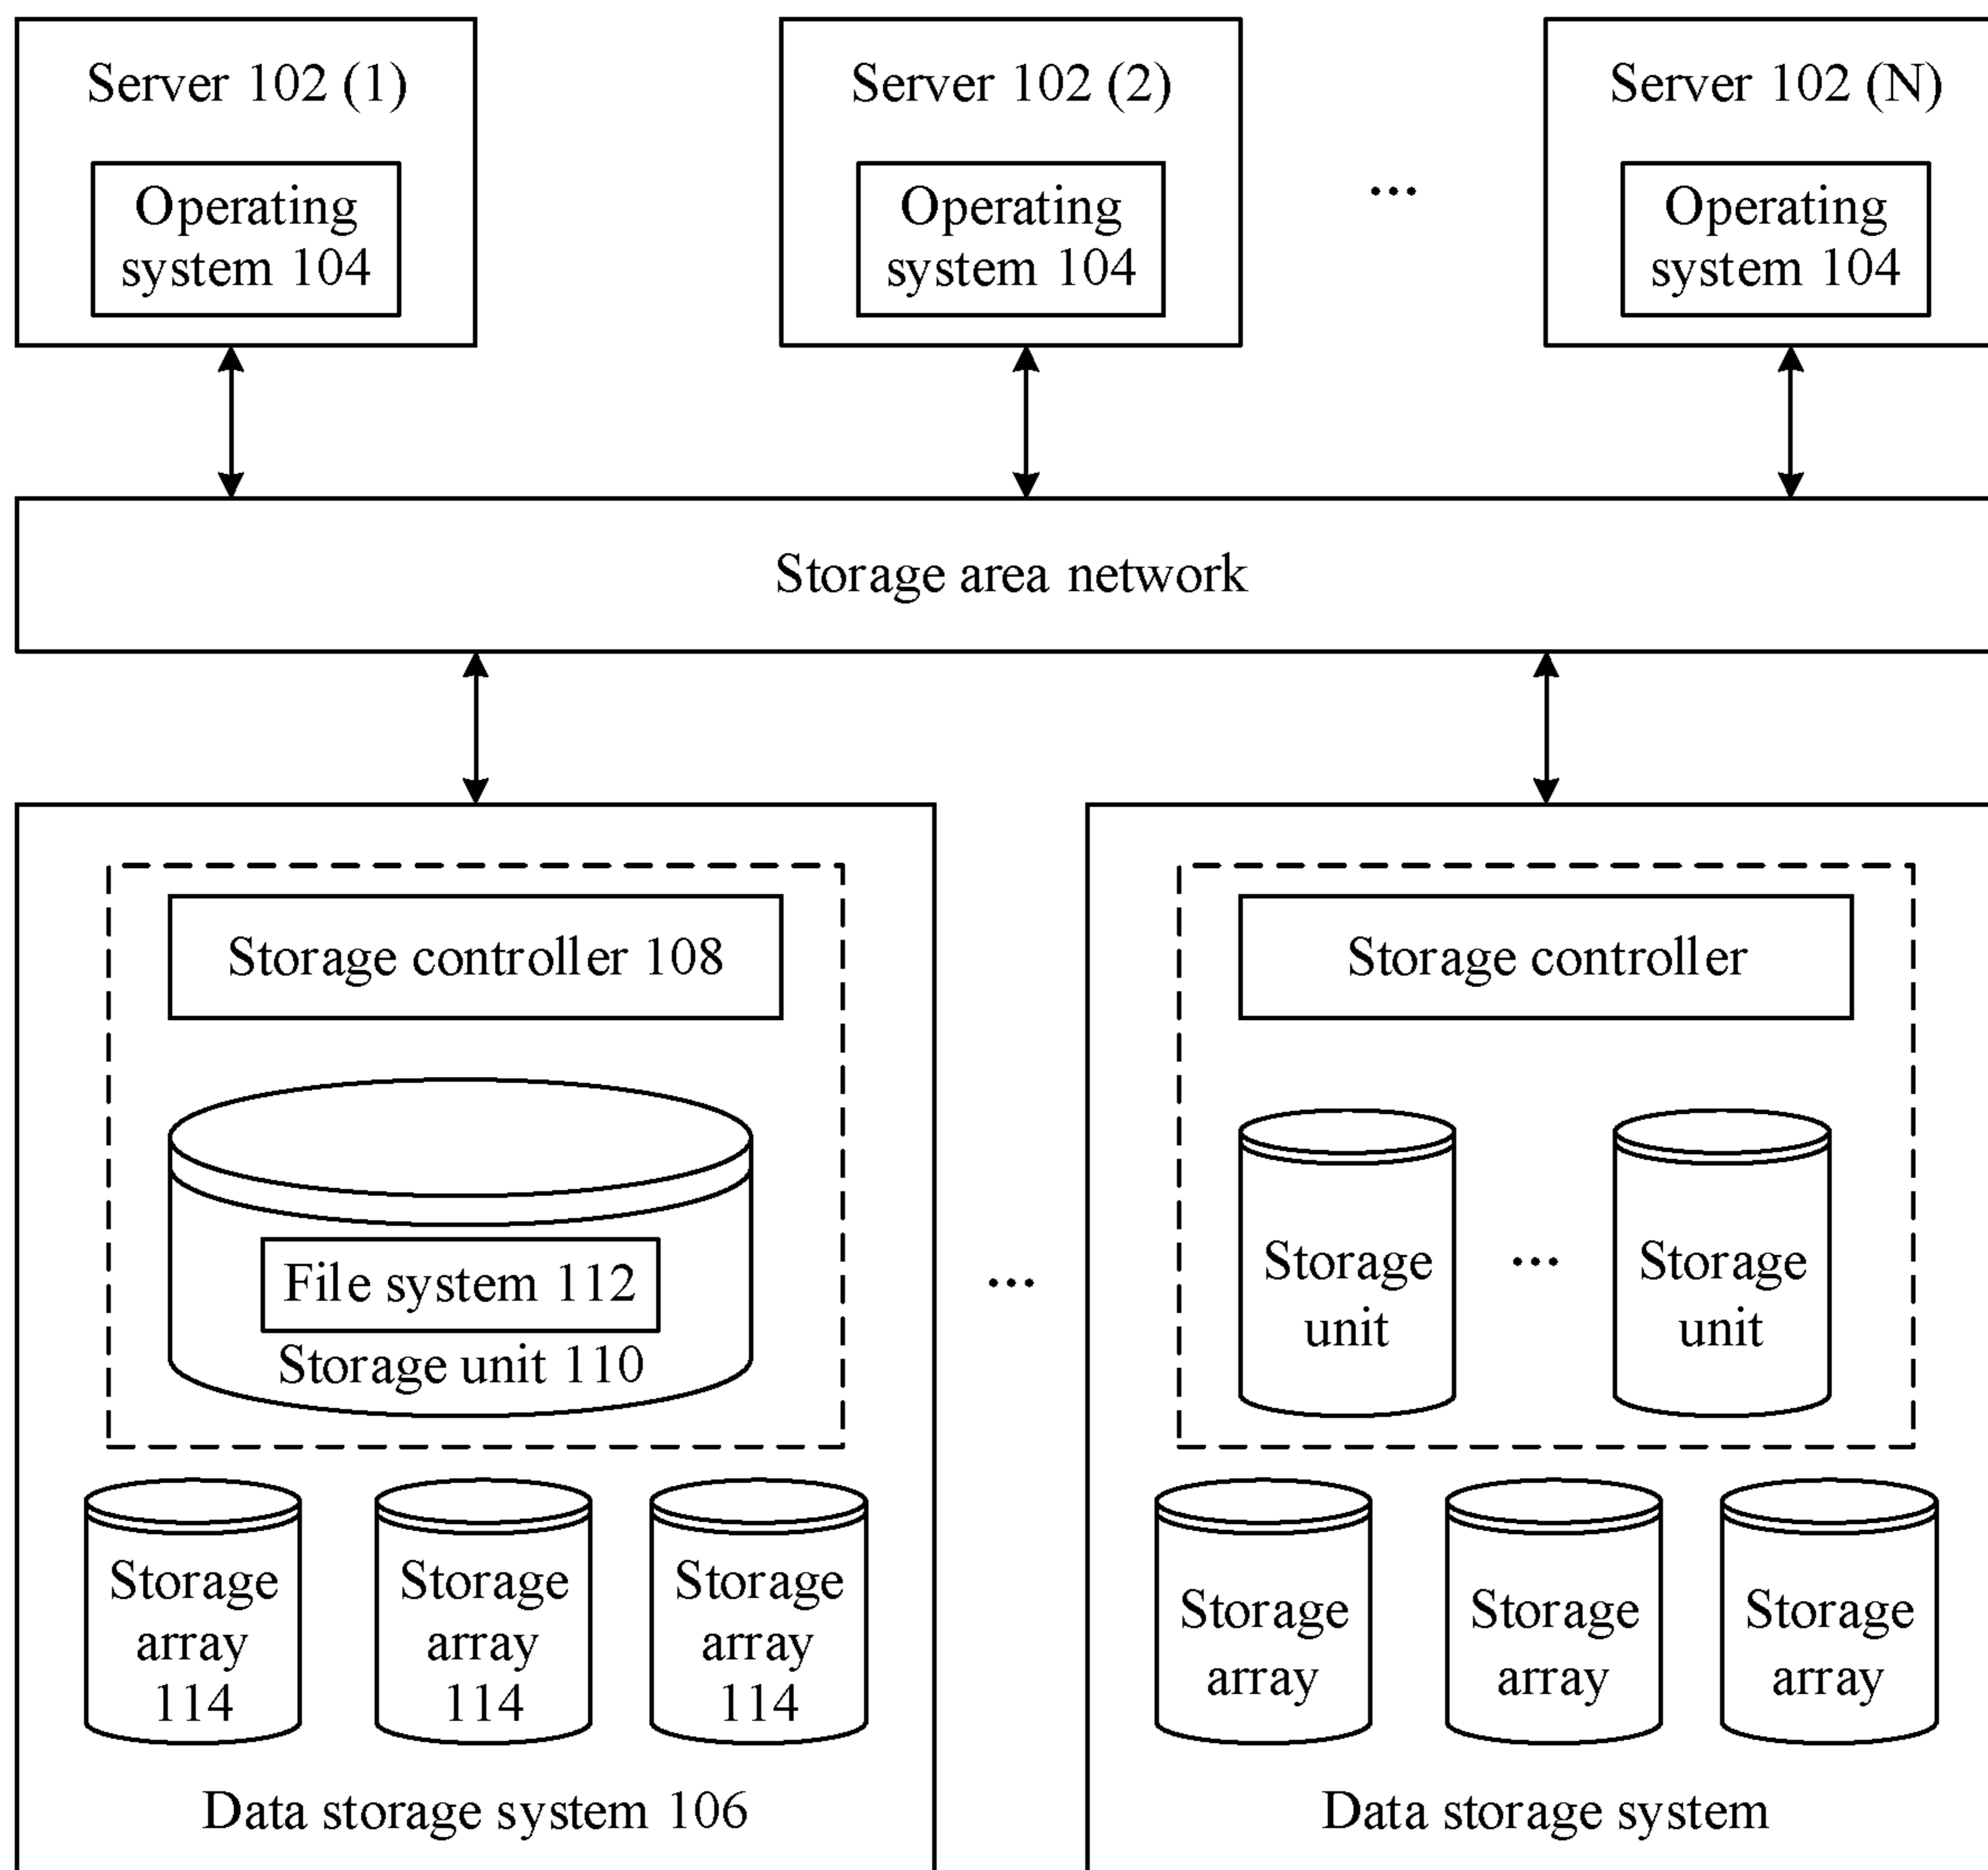 Server 102 (1)
Operating
system 104
Server 102 (2)
Operating
system 104
...
Server 102 (N)
Operating
system 104
Storage area network
Storage controller 108
File system 112
Storage unit 110
Storage
array
114
Storage
array
114
Storage
array
114
Data storage system 106
...
Storage controller
Storage
unit
...
Storage
unit
Storage
array
Storage
array
Storage
array
Data storage system